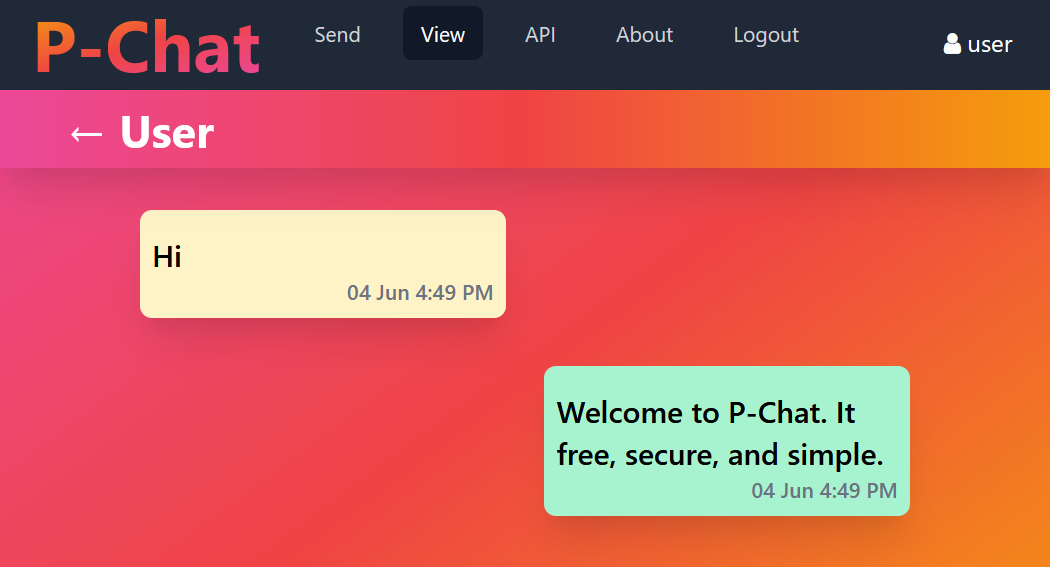 P-Chat
Send
View
API
About
Logout
user
← User
Hi
04 Jun 4:49 PM
Welcome to P-Chat. It
free, secure, and simple.
04 Jun 4:49 PM